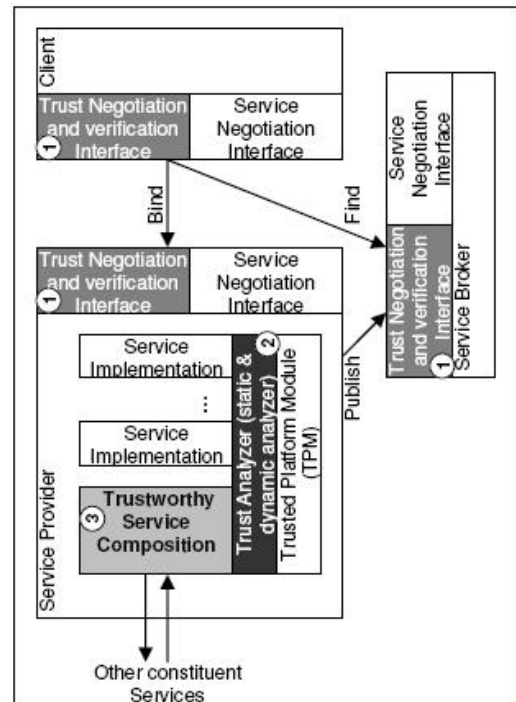 Client
Trust Negotiation
and verification
Interface
1
Service
Negotiation
Interface
Bind
Find
Service
Negotiation
Interface
Trust Negotiation
and verification
Interface
1
Service Broker
Trust Negotiation
and verification
Interface
1
Service
Negotiation
Interface
Publish
Service Provider
Service
Implementation
...
Service
Implementation
3
Trustworthy
Service
Composition
2
Trust Analyzer (static &
dynamic analyzer)
Trusted Platform Module
(TPM)
Other constituent
Services